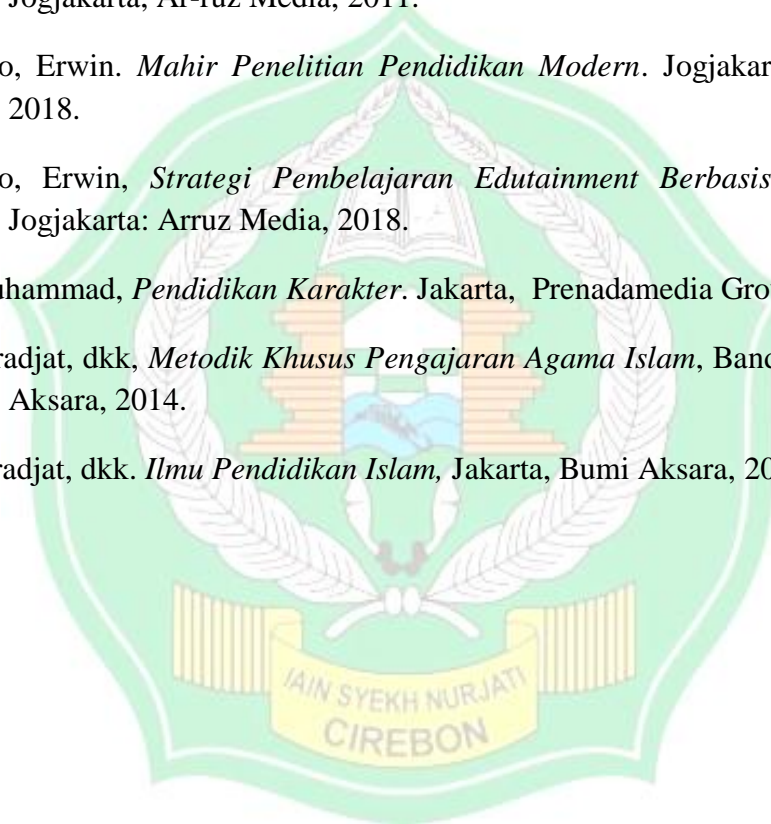 Jogjakarta, Ar-ruz Media, 2011.
o, Erwin. Mahir Penelitian Pendidikan Modern. Jogjakar
2018.
o, Erwin, Strategi Pembelajaran Edutainment Berbasis
Jogjakarta: Arruz Media, 2018.
uhammad, Pendidikan Karakter. Jakarta, Prenadamedia Gro
radjat, dkk, Metodik Khusus Pengajaran Agama Islam, Banc
Aksara, 2014.
radjat, dkk. Ilmu Pendidikan Islam, Jakarta, Bumi Aksara, 20
IAIN SYEKH NURJATI
CIREBON